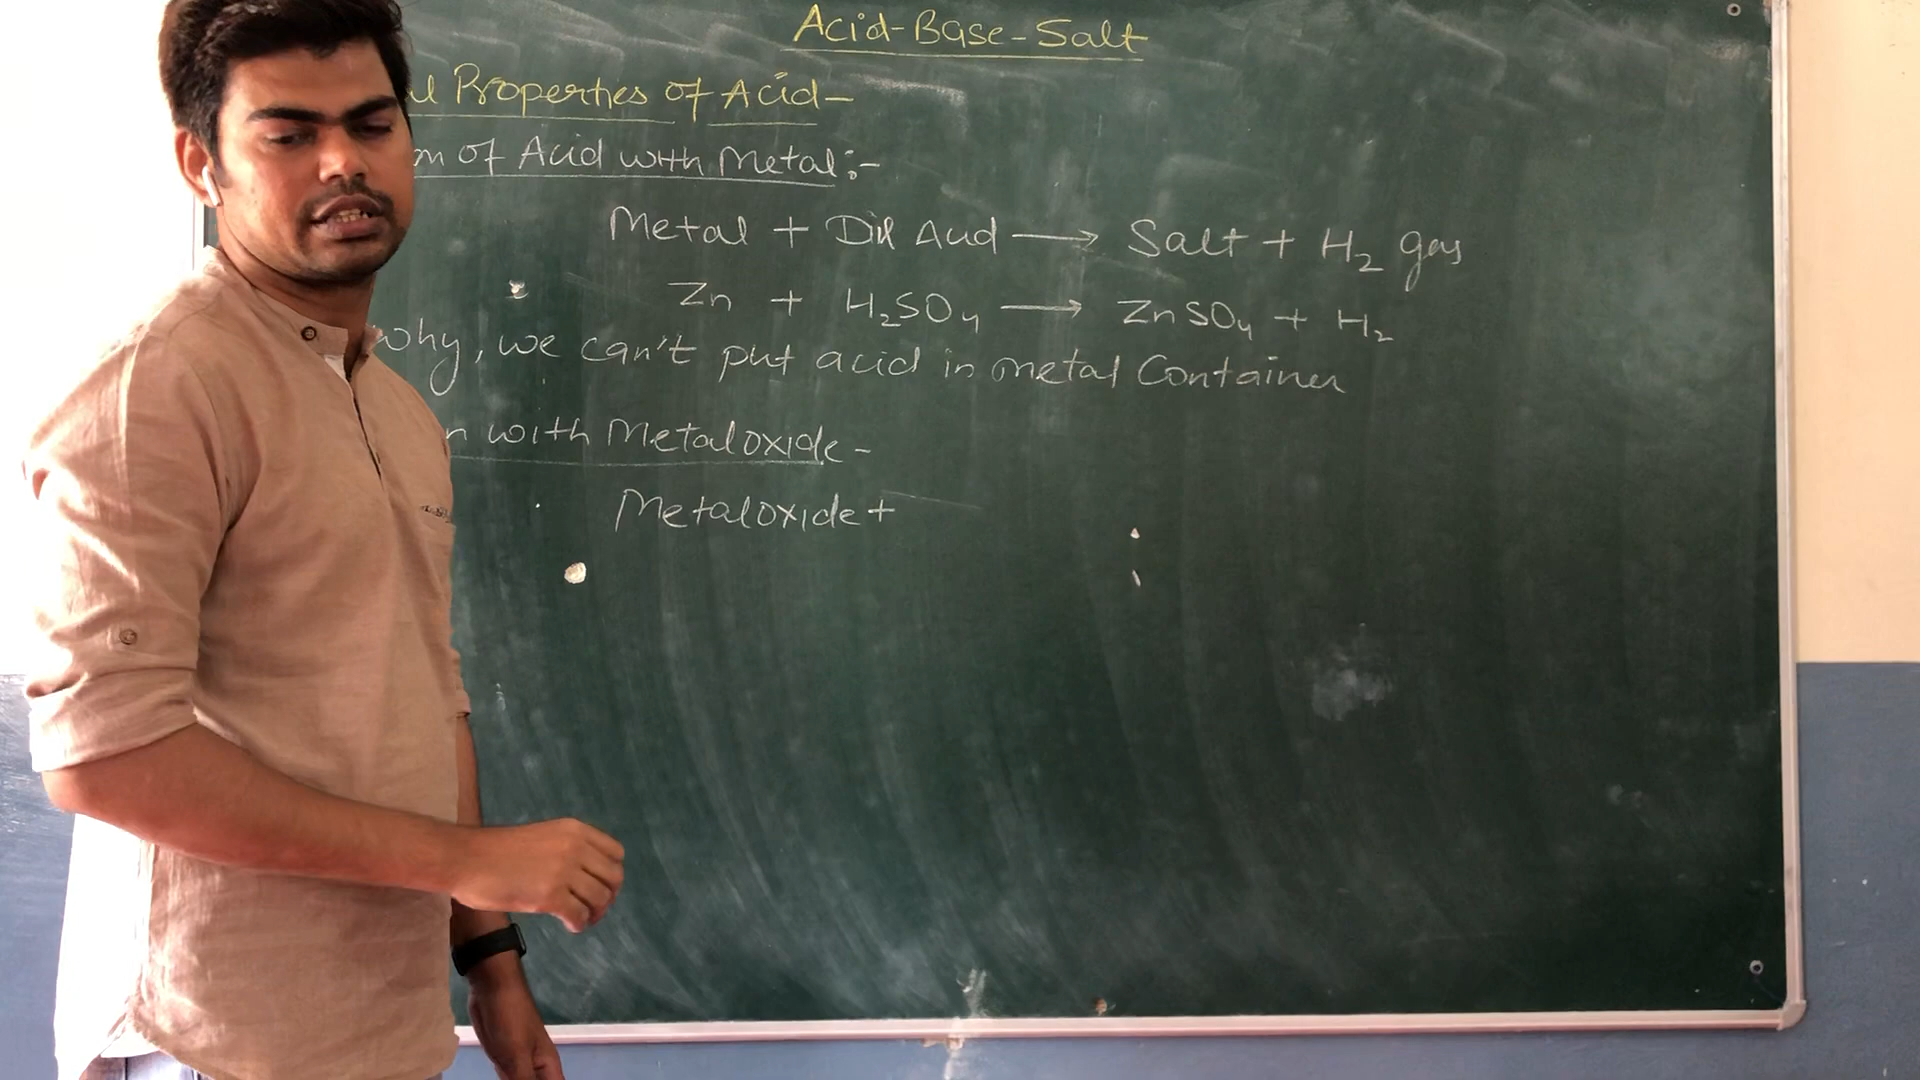 Acid-Base-Salt
Properties of Acid-
of Acid with Metal:-
Metal + Dil Acid → Salt + H₂ gas
Zn + H₂SO₄ → ZnSO₄ + H₂
why, we can't put acid in metal Container
with Metaloxide-
Metaloxide+